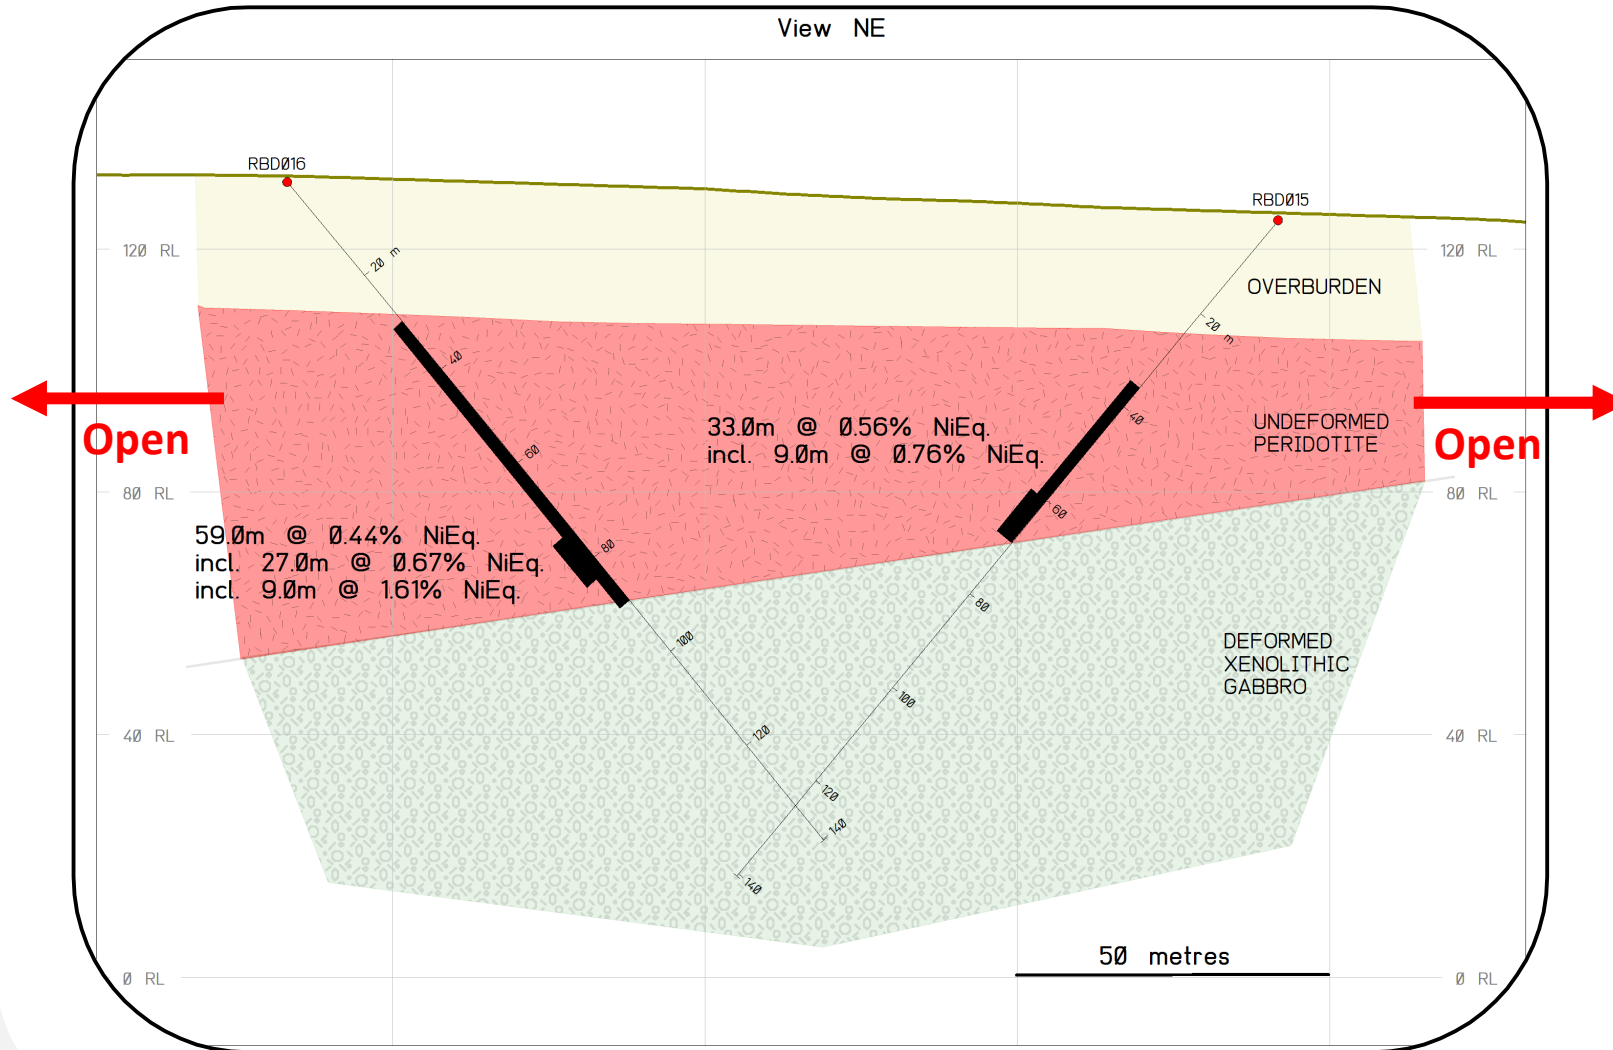 View NE
RBD016
RBD015
120 RL
120 RL
20 m
OVERBURDEN
20 m
40
40
33.0m @ 0.56% NiEq.
incl. 9.0m @ 0.76% NiEq.
UNDEFORMED
PERIDOTITE
Open
Open
60
80 RL
80 RL
60
59.0m @ 0.44% NiEq.
incl. 27.0m @ 0.67% NiEq.
incl. 9.0m @ 1.61% NiEq.
80
80
100
DEFORMED
XENOLITHIC
GABBRO
100
40 RL
40 RL
120
120
140
140
50 metres
0 RL
0 RL